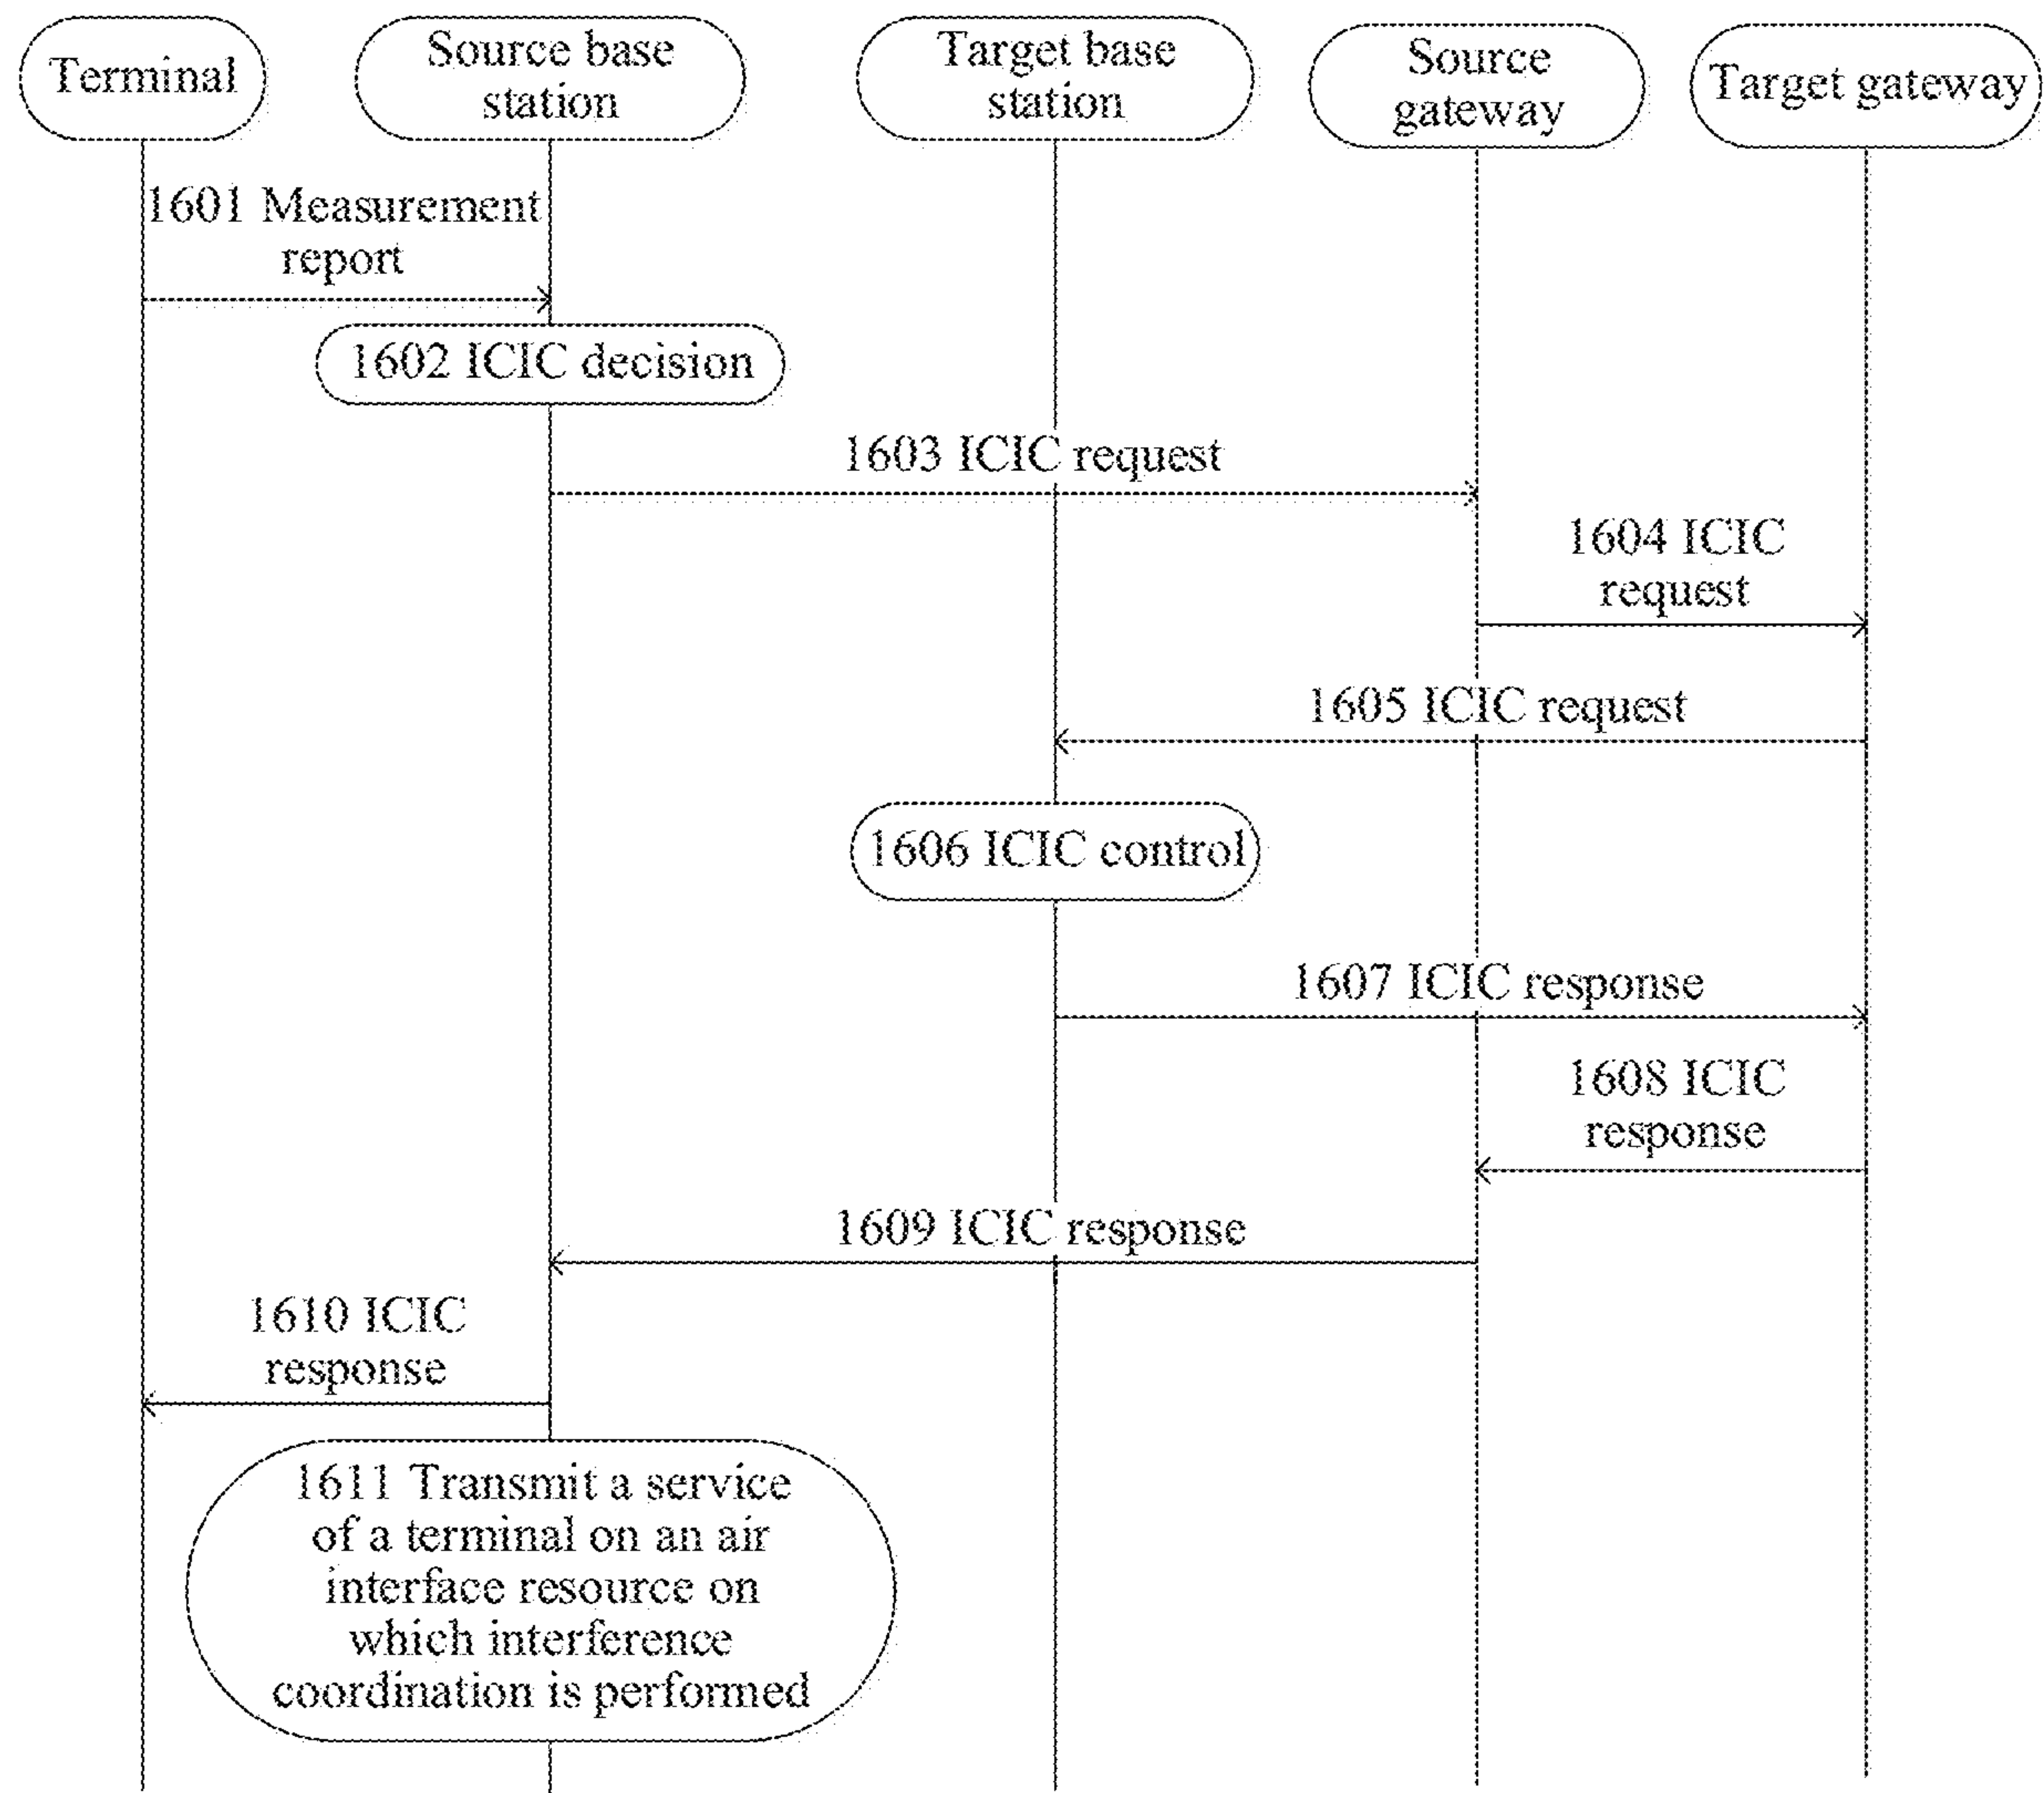 Terminal
Source base
station
Target base
station
Source
gateway
Target gateway
1601 Measurement
report
1602 ICIC decision
1603 ICIC request
1604 ICIC
request
1605 ICIC request
1606 ICIC control
1607 ICIC response
1608 ICIC
response
1609 ICIC response
1610 ICIC
response
1611 Transmit a service
of a terminal on an air
interface resource on
which interference
coordination is performed